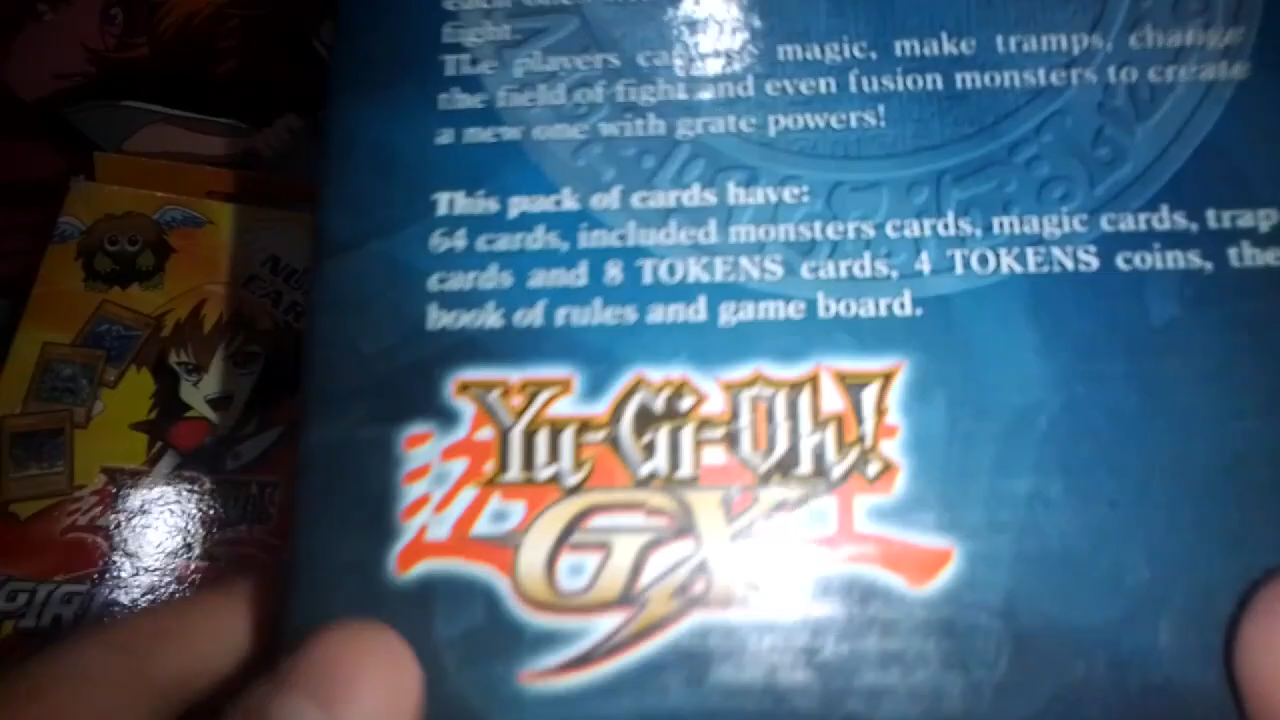 fight.
The players can magic, make tramps, change
the field of fight and even fusion monsters to create
a new one with grate powers!
This pack of cards have:
64 cards, included monsters cards, magic cards, trap
cards and 8 TOKENS cards, 4 TOKENS coins, the
book of rules and game board.
Yu-Gi-Oh!
GX